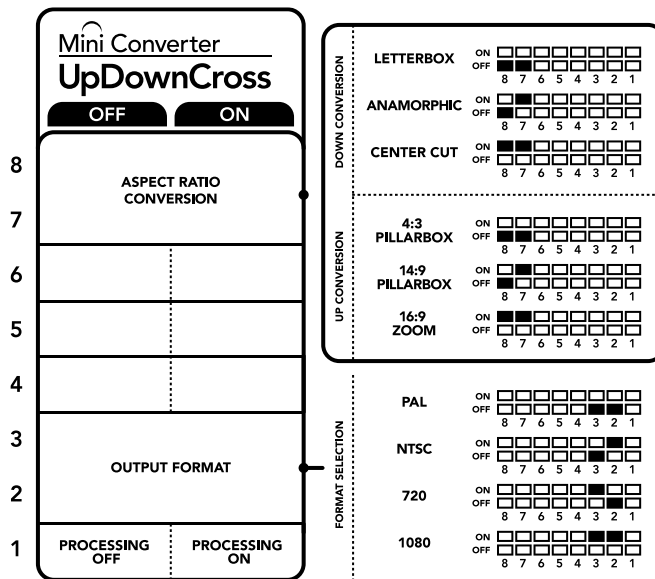 Mini Converter
UpDownCross
OFF ON
8
ASPECT RATIO
CONVERSION
7
6
5
4
3
OUTPUT FORMAT
2
1
PROCESSING
OFF
PROCESSING
ON
DOWN CONVERSION
LETTERBOX
ON
OFF
8 7 6 5 4 3 2 1
ANAMORPHIC
ON
OFF
8 7 6 5 4 3 2 1
CENTER CUT
ON
OFF
8 7 6 5 4 3 2 1
UP CONVERSION
4:3
PILLARBOX
ON
OFF
8 7 6 5 4 3 2 1
14:9
PILLARBOX
ON
OFF
8 7 6 5 4 3 2 1
16:9
ZOOM
ON
OFF
8 7 6 5 4 3 2 1
FORMAT SELECTION
PAL
ON
OFF
8 7 6 5 4 3 2 1
NTSC
ON
OFF
8 7 6 5 4 3 2 1
720
ON
OFF
8 7 6 5 4 3 2 1
1080
ON
OFF
8 7 6 5 4 3 2 1